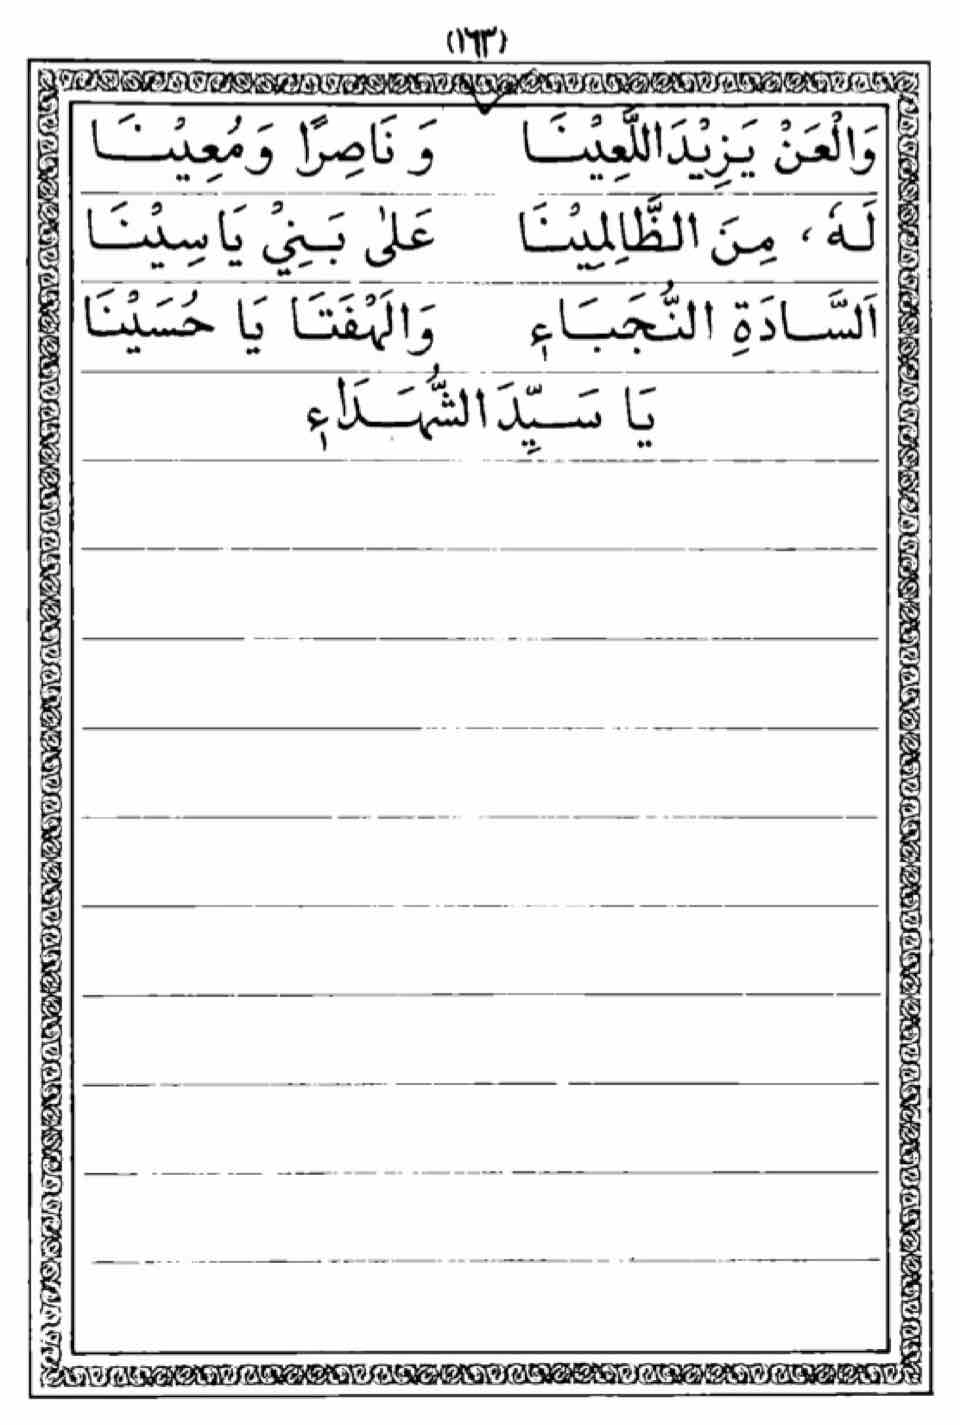 (١٦٣)
وَالْعَنْ يَزِيْدَ اللَّعِيْنَا وَ نَاصِرًا وَ مُعِيْنَا
لَهٗ ، مِنَ الظَّالِمِيْنَا عَلٰى بَنِيْ يَاسِيْنَا
اَلسَّادَةِ النُّجَبَاءِ وَالَهْفَتَا يَا حُسَيْنَا
يَا سَيِّدَ الشُّهَدَاءِ